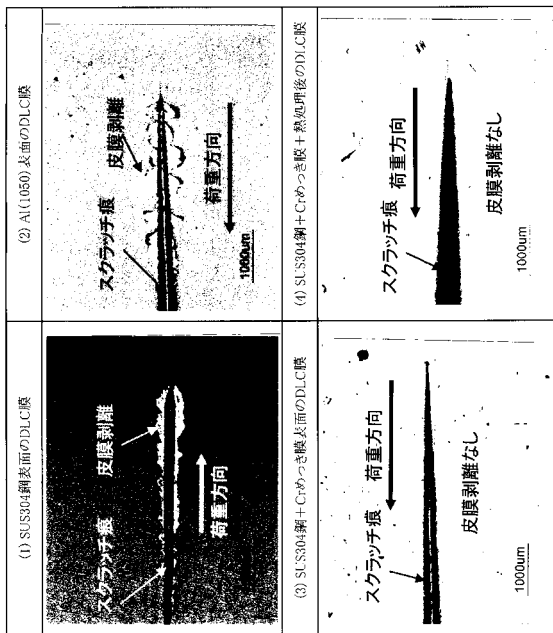 (1) SUS304鋼表面のDLC膜
スクラッチ痕
皮膜剥離
荷重方向
(2) Al(1050)表面のDLC膜
スクラッチ痕
皮膜剥離
荷重方向
1000um
(3) SUS304鋼+Crめっき膜表面のDLC膜
スクラッチ痕
荷重方向
皮膜剥離なし
1000um
(4) SUS304鋼+Crめっき膜+熱処理後のDLC膜
スクラッチ痕
荷重方向
皮膜剥離なし
1000um